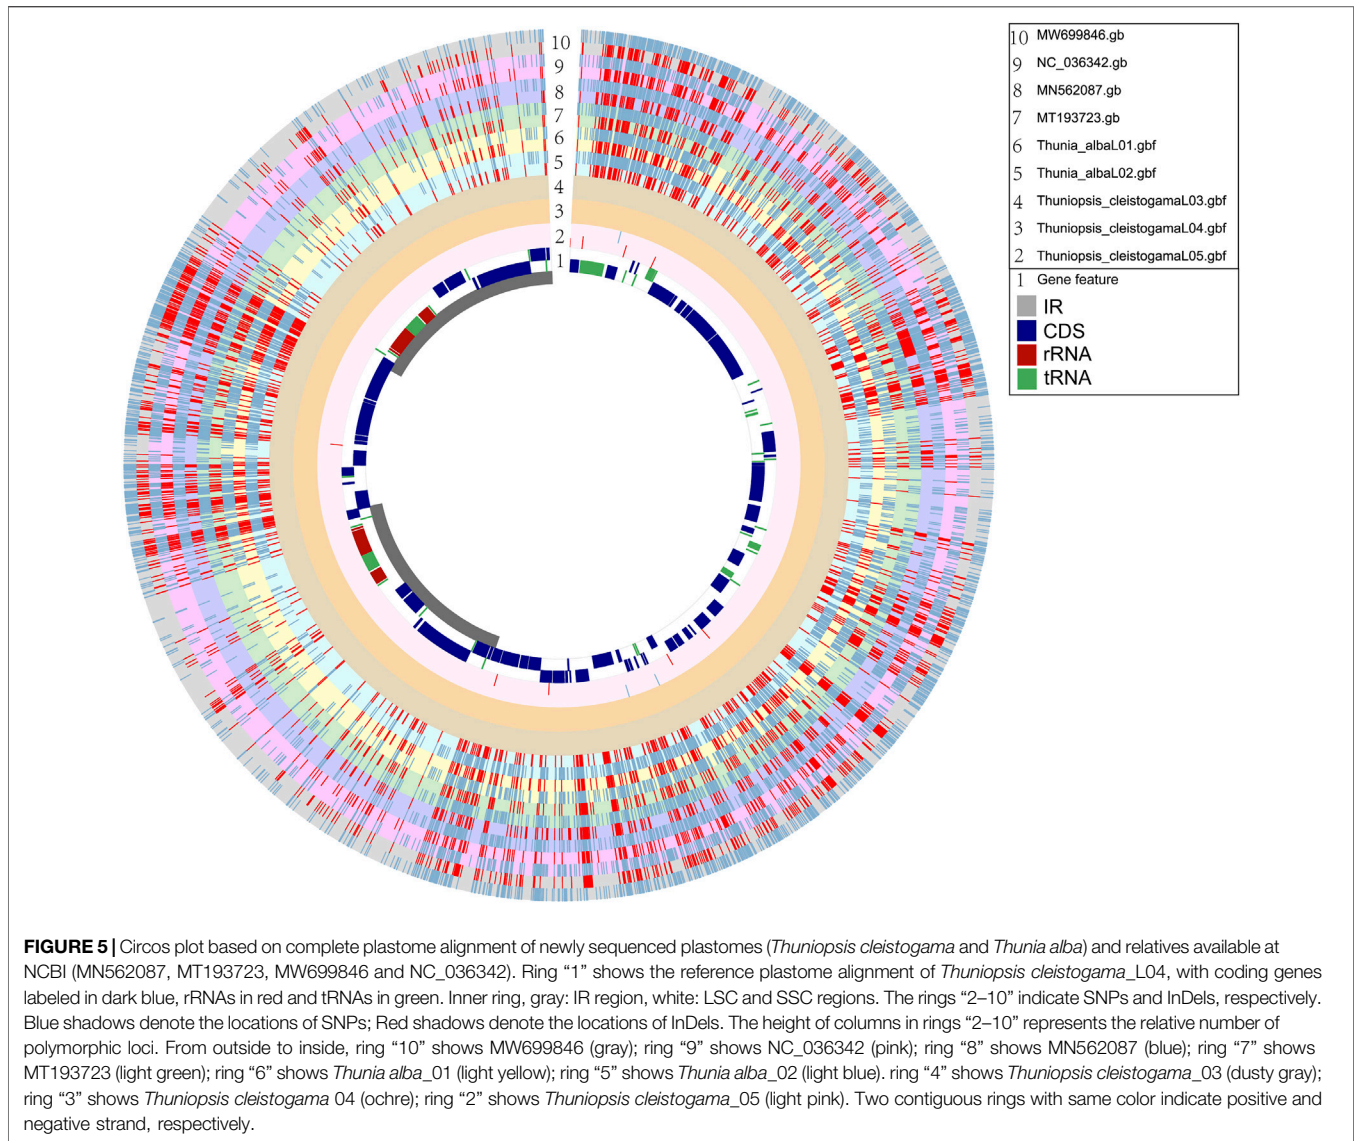 10
9
8
7
6
5
4
3
2
1
10 MW699846.gb
9 NC_036342.gb
8 MN562087.gb
7 MT193723.gb
6 Thunia_albaL01.gbf
5 Thunia_albaL02.gbf
4 Thuniopsis_cleistogamaL03.gbf
3 Thuniopsis_cleistogamaL04.gbf
2 Thuniopsis_cleistogamaL05.gbf
1 Gene feature
IR
CDS
rRNA
tRNA
FIGURE 5 | Circos plot based on complete plastome alignment of newly sequenced plastomes (Thuniopsis cleistogama and Thunia alba) and relatives available at
NCBI (MN562087, MT193723, MW699846 and NC_036342). Ring “1” shows the reference plastome alignment of Thuniopsis cleistogama_L04, with coding genes
labeled in dark blue, rRNAs in red and tRNAs in green. Inner ring, gray: IR region, white: LSC and SSC regions. The rings “2–10” indicate SNPs and InDels, respectively.
Blue shadows denote the locations of SNPs; Red shadows denote the locations of InDels. The height of columns in rings “2–10” represents the relative number of
polymorphic loci. From outside to inside, ring “10” shows MW699846 (gray); ring “9” shows NC_036342 (pink); ring “8” shows MN562087 (blue); ring “7” shows
MT193723 (light green); ring “6” shows Thunia alba_01 (light yellow); ring “5” shows Thunia alba_02 (light blue). ring “4” shows Thuniopsis cleistogama_03 (dusty gray);
ring “3” shows Thuniopsis cleistogama 04 (ochre); ring “2” shows Thuniopsis cleistogama_05 (light pink). Two contiguous rings with same color indicate positive and
negative strand, respectively.